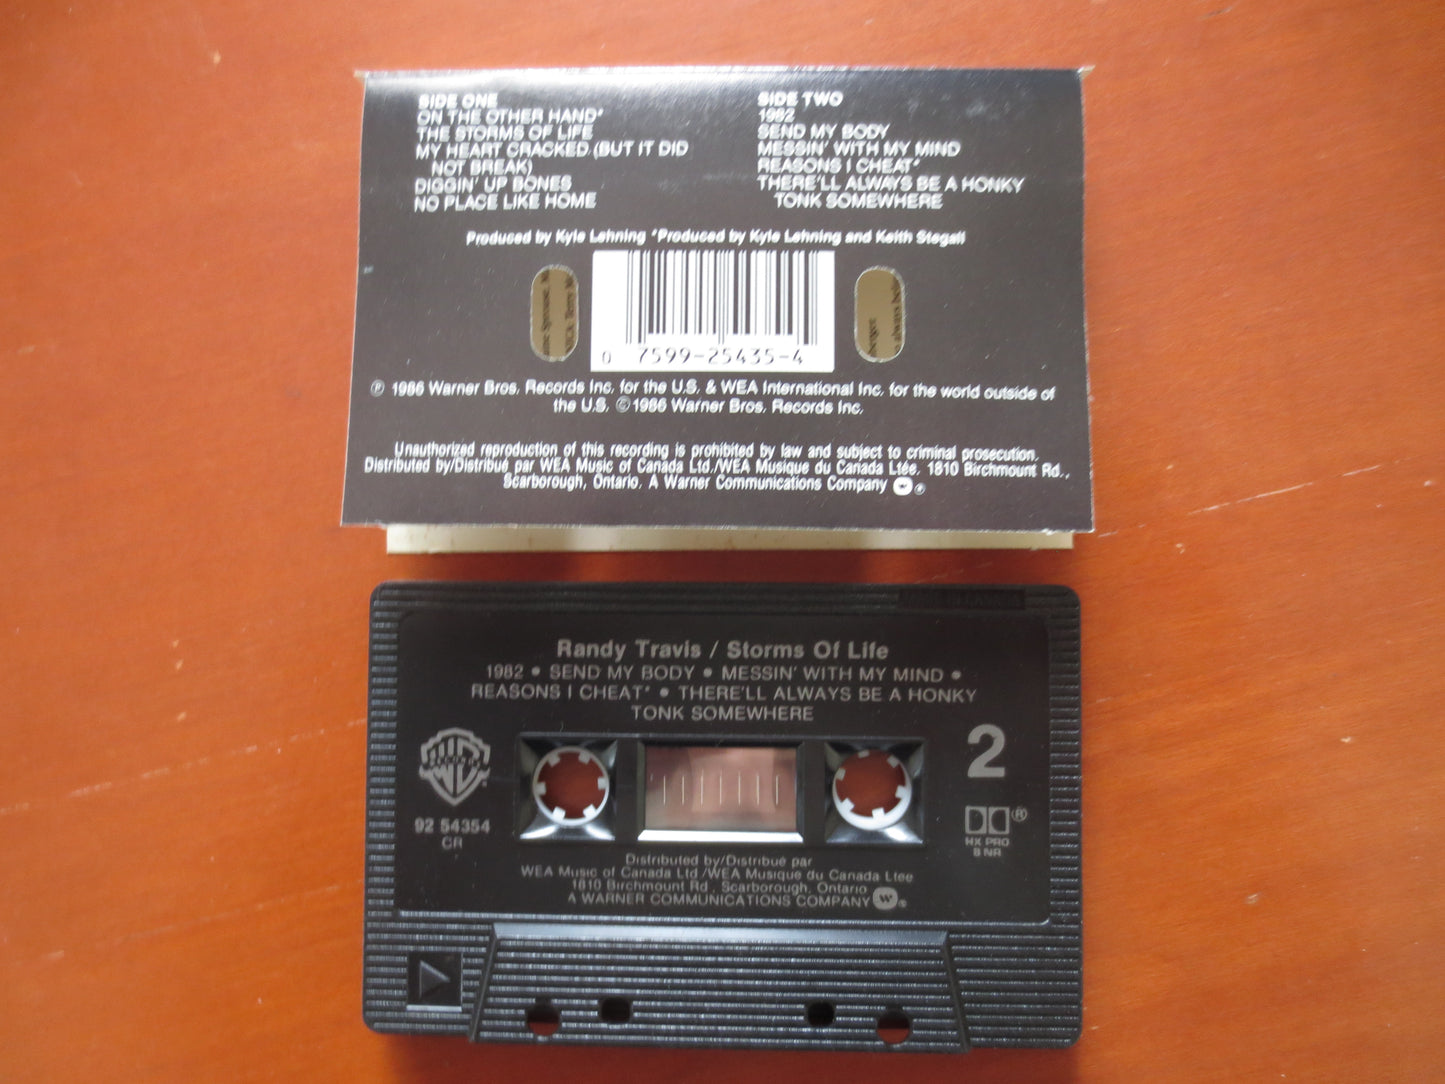 SIDE ONE
ON THE OTHER HAND*
THE STORMS OF LIFE
MY HEART CRACKED (BUT IT DID
NOT BREAK)
DIGGIN' UP BONES
NO PLACE LIKE HOME
SIDE TWO
1982
SEND MY BODY
MESSIN' WITH MY MIND
REASONS I CHEAT*
THERE'LL ALWAYS BE A HONKY
TONK SOMEWHERE
Produced by Kyle Lehning *Produced by Kyle Lehning and Keith Stegall
0 7599-25435-4
℗ 1986 Warner Bros. Records Inc. for the U.S. & WEA International Inc. for the world outside of
the U.S. © 1986 Warner Bros. Records Inc.
Unauthorized reproduction of this recording is prohibited by law and subject to criminal prosecution.
Distributed by/Distribué par WEA Music of Canada Ltd./WEA Musique du Canada Ltée. 1810 Birchmount Rd.,
Scarborough, Ontario. A Warner Communications Company ®
Randy Travis / Storms Of Life
1982 • SEND MY BODY • MESSIN' WITH MY MIND •
REASONS I CHEAT* • THERE'LL ALWAYS BE A HONKY
TONK SOMEWHERE
2
92 54354
CR
HX PRO
B NR
Distributed by/Distribué par
WEA Music of Canada Ltd./WEA Musique du Canada Ltée
1810 Birchmount Rd., Scarborough, Ontario
A WARNER COMMUNICATIONS COMPANY ®